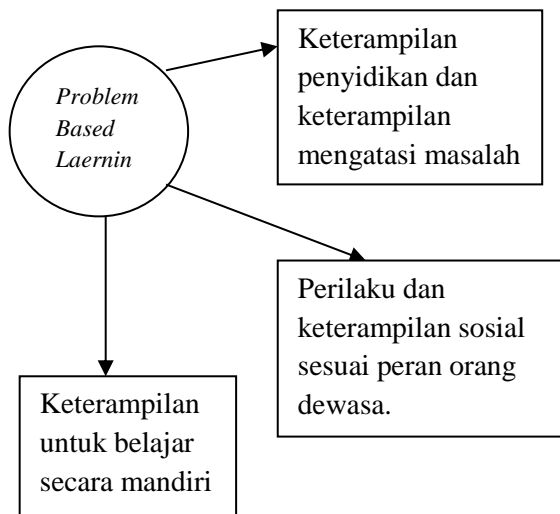 Problem
Based
Laernin
Keterampilan
penyidikan dan
keterampilan
mengatasi masalah
Perilaku dan
keterampilan sosial
sesuai peran orang
dewasa.
Keterampilan
untuk belajar
secara mandiri